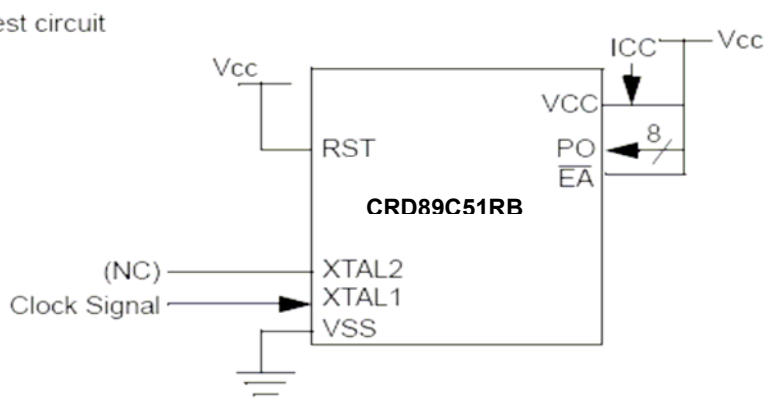 est circuit
ICC
Vcc
Vcc
VCC
RST
8
PO
EA
CRD89C51RB
(NC)
XTAL2
Clock Signal
XTAL1
VSS